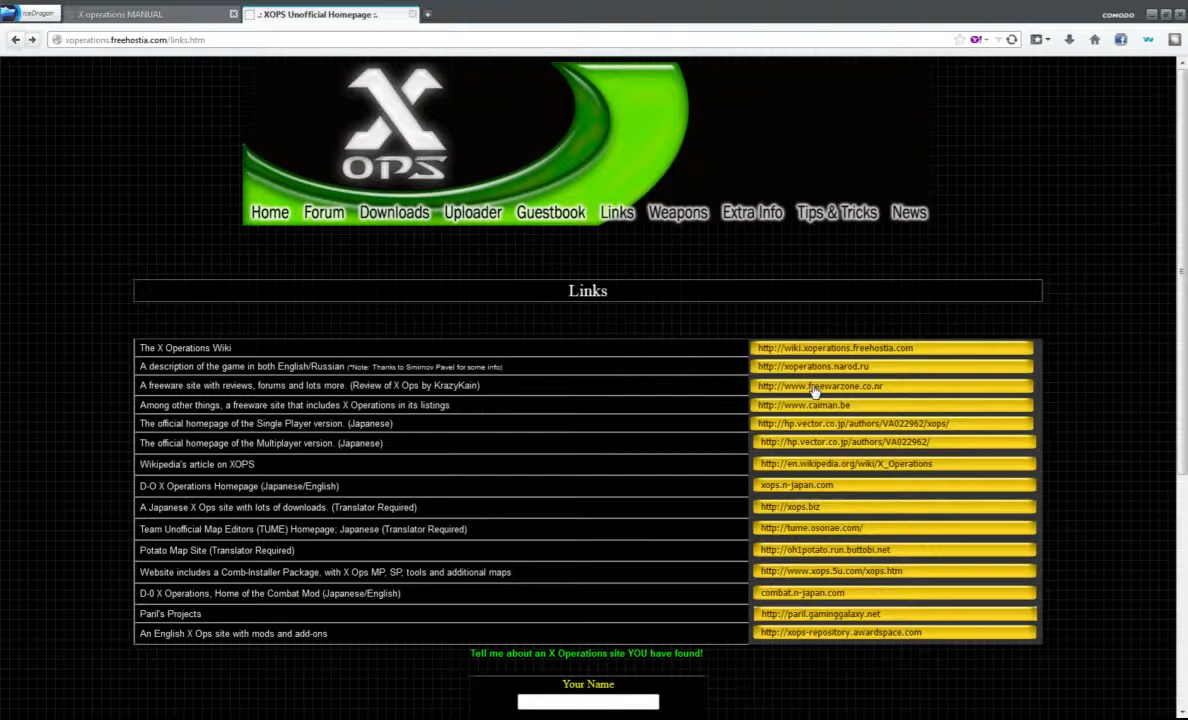 IceDragon
X operations MANUAL
.: XOPS Unofficial Homepage :.
COMODO
xoperations.freehostia.com/links.htm
X
OPS
Home Forum Downloads Uploader Guestbook Links Weapons Extra Info Tips & Tricks News
Links
The X Operations Wiki http://wiki.xoperations.freehostia.com
A description of the game in both English/Russian (*Note: Thanks to Smirnov Pavel for some info) http://xoperations.narod.ru
A freeware site with reviews, forums and lots more. (Review of X Ops by KrazyKain) http://www.freewarzone.co.nr
Among other things, a freeware site that includes X Operations in its listings http://www.caiman.be
The official homepage of the Single Player version. (Japanese) http://hp.vector.co.jp/authors/VA022962/xops/
The official homepage of the Multiplayer version. (Japanese) http://hp.vector.co.jp/authors/VA022962/
Wikipedia's article on XOPS http://en.wikipedia.org/wiki/X_Operations
D-O X Operations Homepage (Japanese/English) xops.n-japan.com
A Japanese X Ops site with lots of downloads. (Translator Required) http://xops.biz
Team Unofficial Map Editors (TUME) Homepage; Japanese (Translator Required) http://tume.osonae.com/
Potato Map Site (Translator Required) http://oh1potato.run.buttobi.net
Website includes a Comb-Installer Package, with X Ops MP, SP, tools and additional maps http://www.xops.5u.com/xops.htm
D-0 X Operations, Home of the Combat Mod (Japanese/English) combat.n-japan.com
Paril's Projects http://paril.gaminggalaxy.net
An English X Ops site with mods and add-ons http://xops-repository.awardspace.com
Tell me about an X Operations site YOU have found!
Your Name